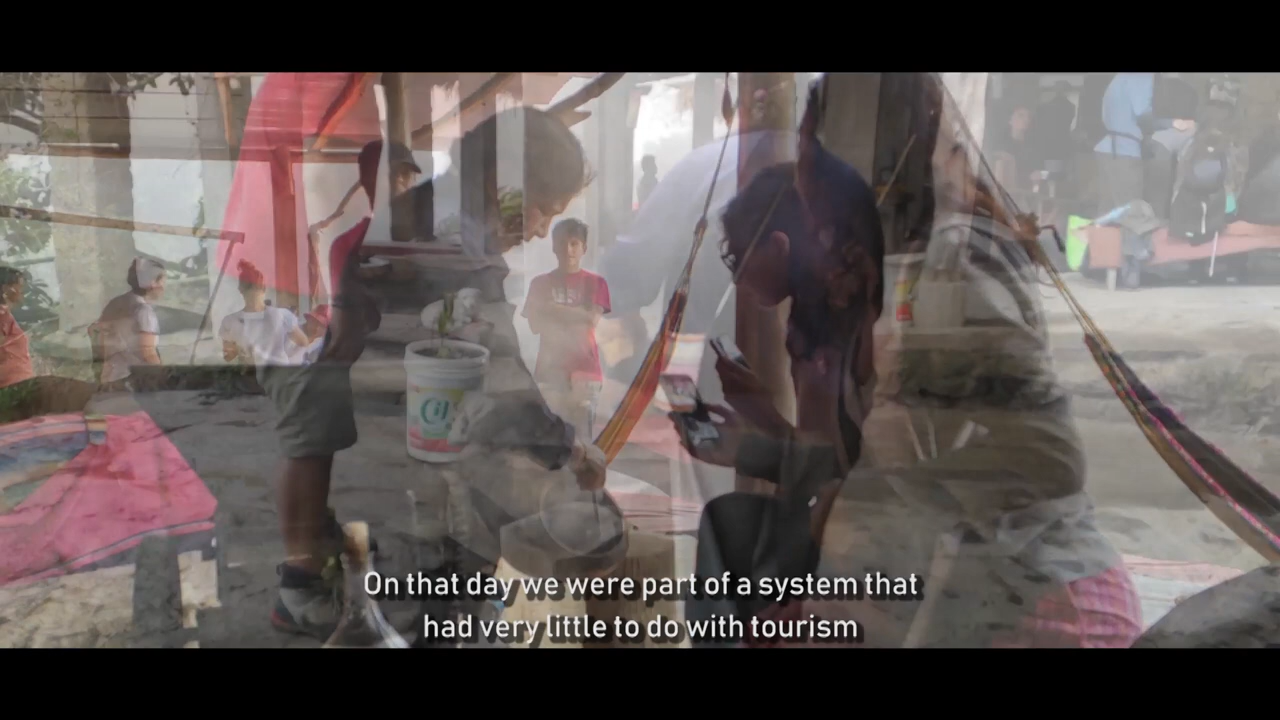 On that day we were part of a system that
had very little to do with tourism